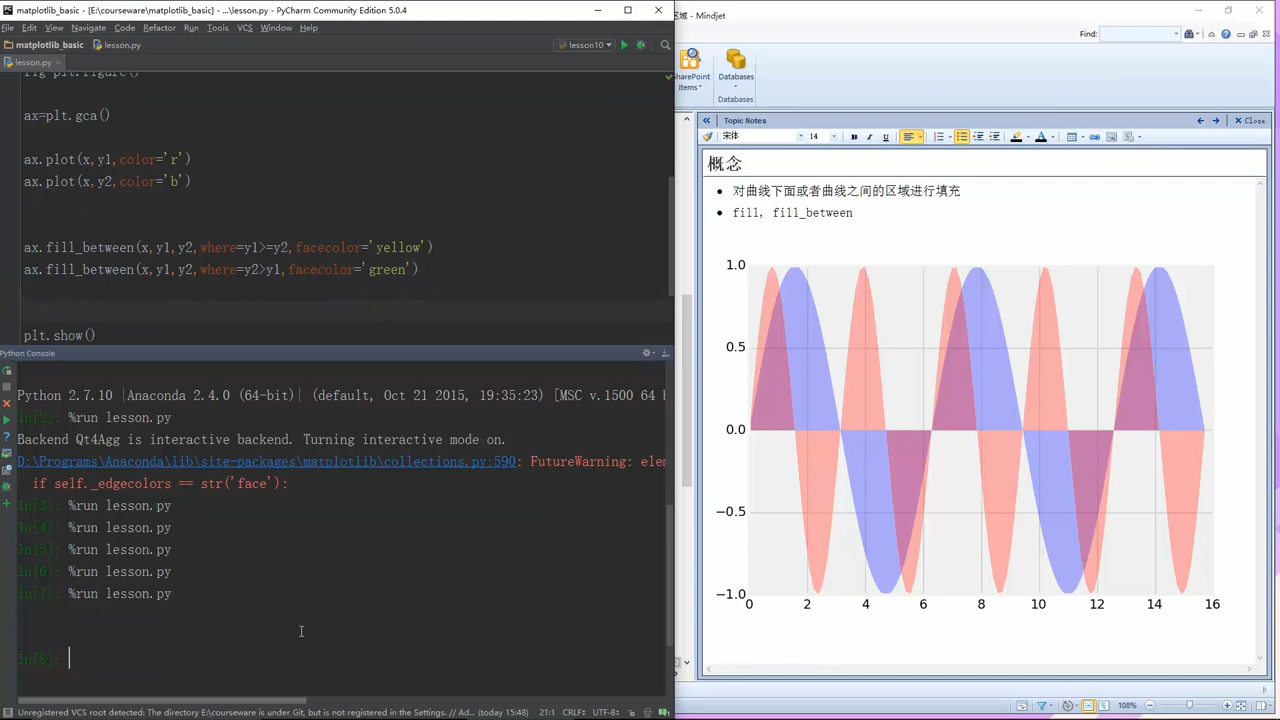 matplotlib_basic - [E:\courseware\matplotlib_basic] - ...\lesson.py - PyCharm Community Edition 5.0.4
File Edit View Navigate Code Refactor Run Tools VCS Window Help
matplotlib_basic lesson.py
lesson10
lesson.py
ax=plt.gca()
ax.plot(x,y1,color='r')
ax.plot(x,y2,color='b')
ax.fill_between(x,y1,y2,where=y1>=y2,facecolor='yellow')
ax.fill_between(x,y1,y2,where=y2>y1,facecolor='green')
plt.show()
Python Console
Python 2.7.10 |Anaconda 2.4.0 (64-bit)| (default, Oct 21 2015, 19:35:23) [MSC v.1500 64 b
In[2]: %run lesson.py
Backend Qt4Agg is interactive backend. Turning interactive mode on.
D:\Programs\Anaconda\lib\site-packages\matplotlib\collections.py:590: FutureWarning: elem
if self._edgecolors == str('face'):
In[3]: %run lesson.py
In[4]: %run lesson.py
In[5]: %run lesson.py
In[6]: %run lesson.py
In[7]: %run lesson.py
In[8]:
Unregistered VCS root detected: The directory E:\courseware is under Git, but is not registered in the Settings. // Ad... (today 15:48) 21:1 CRLF÷ UTF-8÷
区域 - Mindjet
Find:
SharePoint Items
Databases
Databases
Topic Notes
Close
宋体 14
概念
对曲线下面或者曲线之间的区域进行填充
fill, fill_between
1.0
0.5
0.0
−0.5
−1.0
0 2 4 6 8 10 12 14 16
108%